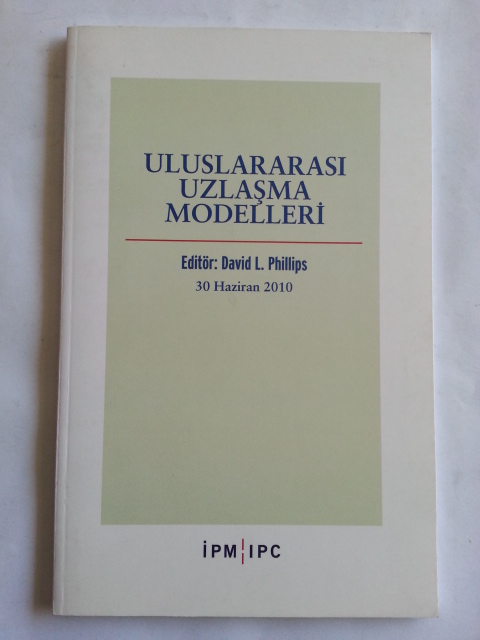 ULUSLARARASI
UZLAŞMA
MODELLERİ
Editör: David L. Phillips
30 Haziran 2010
İPM IPC